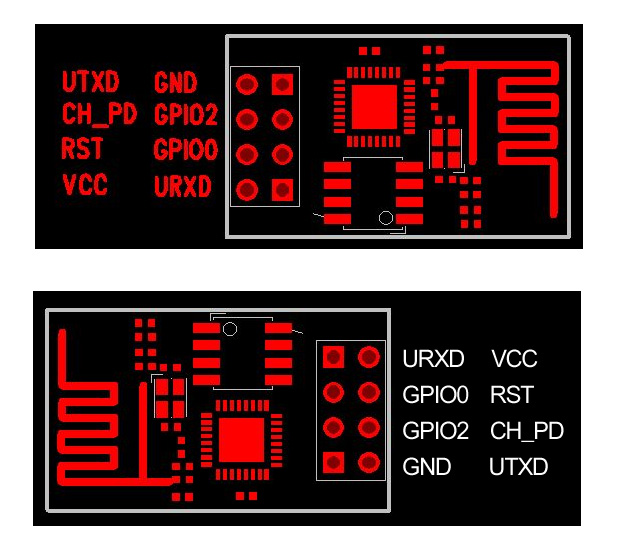 UTXD GND
CH_PD GPIO2
RST GPIO0
VCC URXD
URXD VCC
GPIO0 RST
GPIO2 CH_PD
GND UTXD